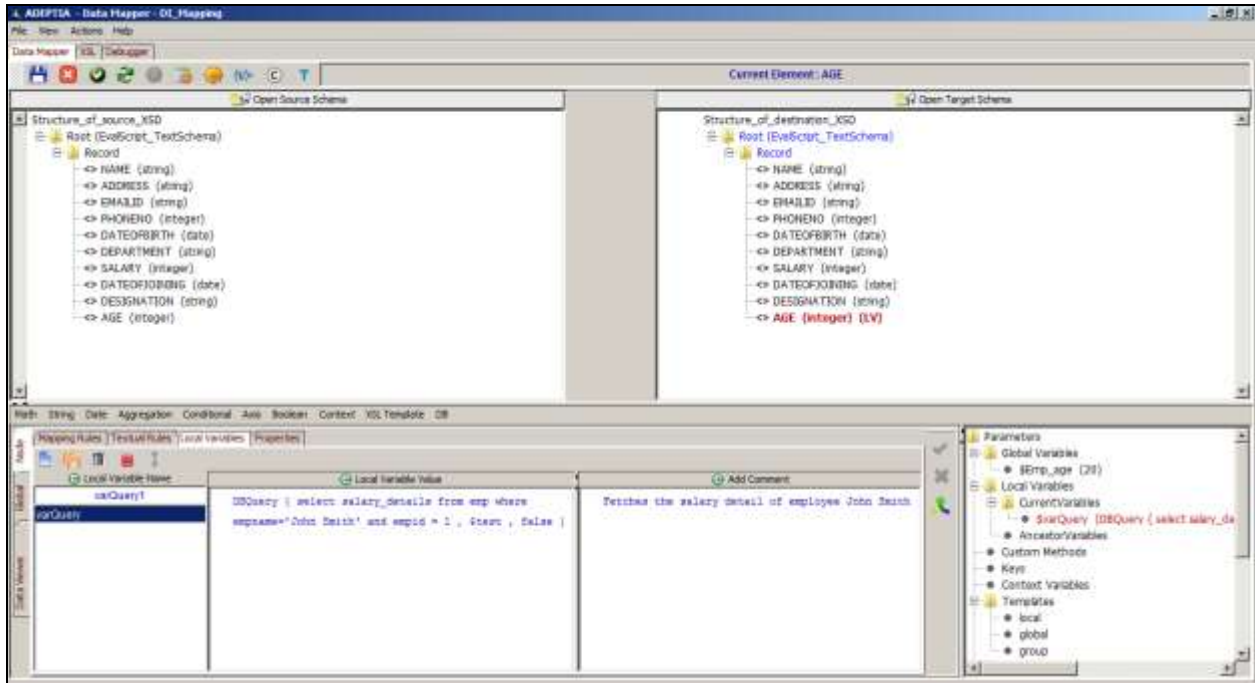 ADEPTIA - Data Mapper - DI_Mapping
File View Actions Help
Data Mapper XSL Debugger
Current Element: AGE
Open Source Schema
Open Target Schema
Structure_of_source_XSD
Root (EvalScript_TextSchema)
Record
<> NAME (string)
<> ADDRESS (string)
<> EMAILID (string)
<> PHONENO (integer)
<> DATEOFBIRTH (date)
<> DEPARTMENT (string)
<> SALARY (integer)
<> DATEOFJOINING (date)
<> DESIGNATION (string)
<> AGE (integer)
Structure_of_destination_XSD
Root (EvalScript_TextSchema)
Record
<> NAME (string)
<> ADDRESS (string)
<> EMAILID (string)
<> PHONENO (integer)
<> DATEOFBIRTH (date)
<> DEPARTMENT (string)
<> SALARY (integer)
<> DATEOFJOINING (date)
<> DESIGNATION (string)
<> AGE (integer) (LV)
Math String Date Aggregation Conditional Axis Boolean Context XSL Template DB
Node
Global
Data Viewer
Mapping Rules Textual Rules Local Variables Properties
Local Variable Name
Local Variable Value
Add Comment
varQuery1
varQuery
DBQuery ( select salary_details from emp where
empname='John Smith' and empid = 1 , $test , false )
Fetches the salary detail of employee John Smith
Parameters
Global Variables
$Emp_age (20)
Local Variables
CurrentVariables
$varQuery (DBQuery ( select salary_de
AncestorVariables
Custom Methods
Keys
Context Variables
Templates
local
global
group